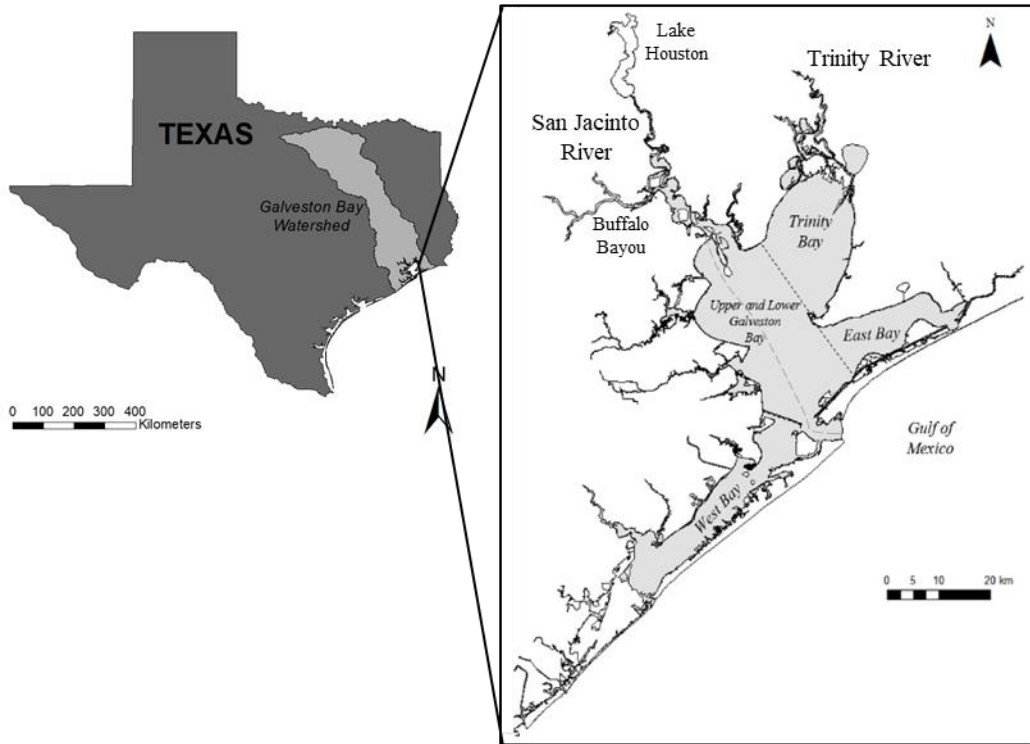 TEXAS
Galveston Bay
Watershed
N
0 100 200 300 400
Kilometers
N
Lake
Houston
Trinity River
San Jacinto
River
Buffalo
Bayou
Trinity
Bay
Upper and Lower
Galveston
Bay
East Bay
Gulf of
Mexico
West Bay
0 5 10 20 km